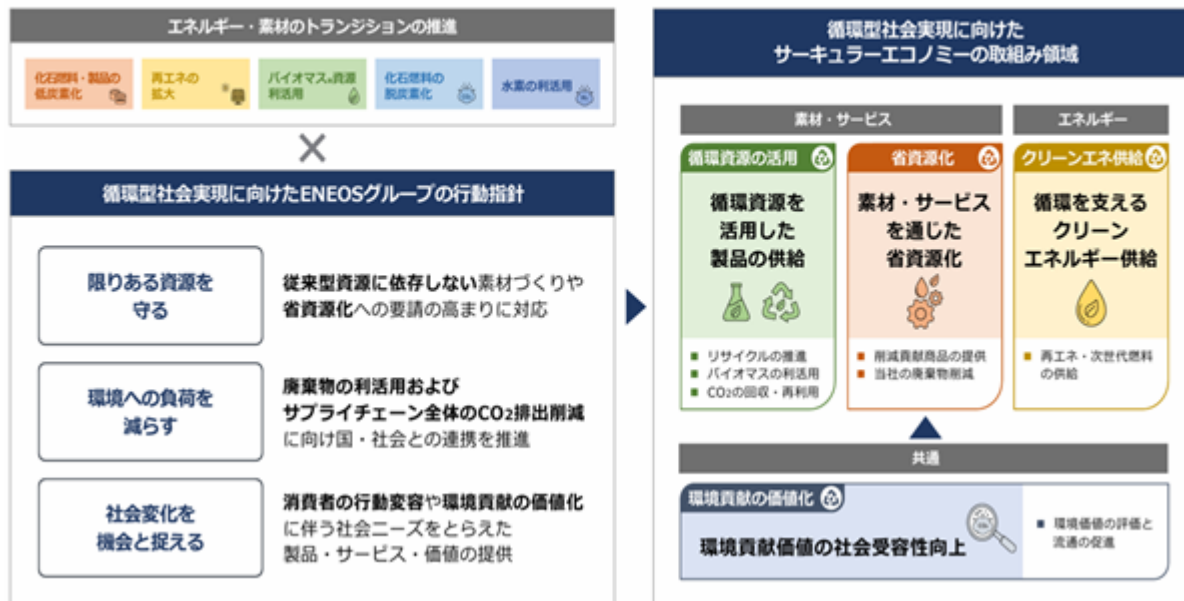 エネルギー・素材のトランジションの推進
化石燃料・製品の
低炭素化
再エネの
拡大
バイオマス資源
利活用
化石燃料の
脱炭素化
水素の利活用
×
循環型社会実現に向けたENEOSグループの行動指針
限りある資源を
守る
従来型資源に依存しない素材づくりや
省資源化への要請の高まりに対応
環境への負荷を
減らす
廃棄物の利活用および
サプライチェーン全体のCO2排出削減
に向け国・社会との連携を推進
社会変化を
機会と捉える
消費者の行動変容や環境貢献の価値化
に伴う社会ニーズをとらえた
製品・サービス・価値の提供
循環型社会実現に向けた
サーキュラーエコノミーの取組み領域
素材・サービス
循環資源の活用
循環資源を
活用した
製品の供給
■ リサイクルの推進
■ バイオマスの利活用
■ CO2の回収・再利用
省資源化
素材・サービス
を通じた
省資源化
■ 削減貢献商品の提供
■ 当社の廃棄物削減
エネルギー
クリーンエネ供給
循環を支える
クリーン
エネルギー供給
■ 再エネ・次世代燃料
の供給
共通
環境貢献の価値化
環境貢献価値の社会受容性向上
■ 環境価値の評価と
流通の促進